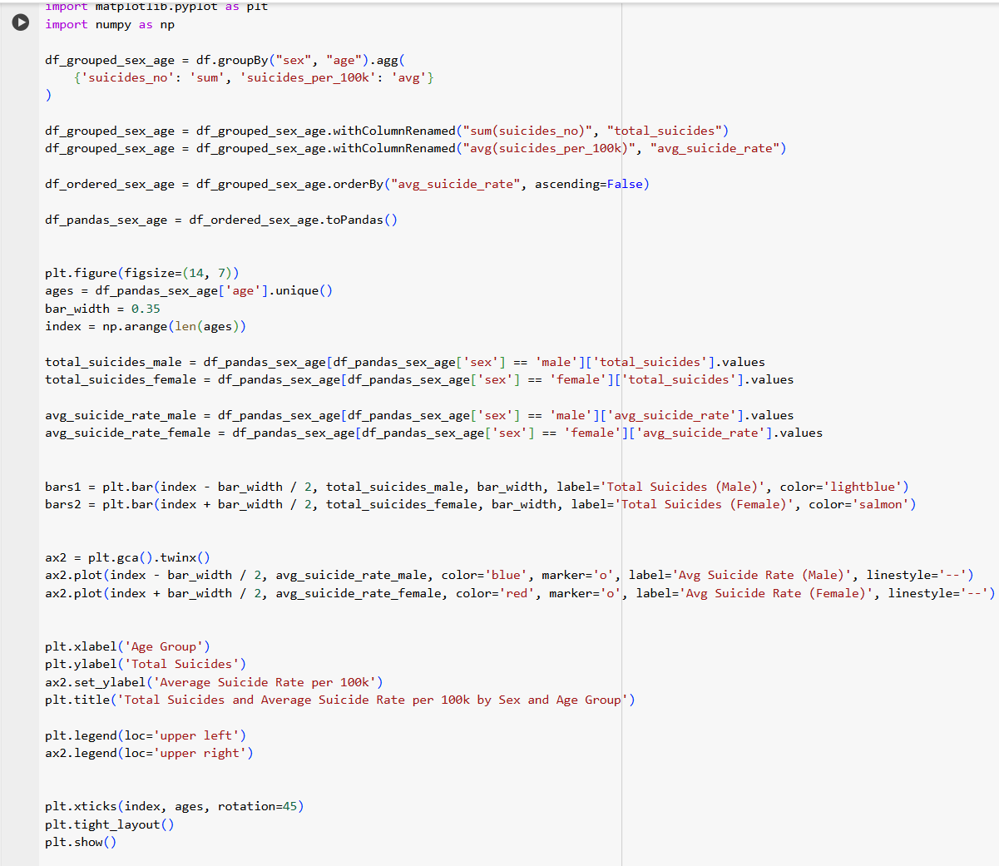 import matplotlib.pyplot as plt
import numpy as np
df_grouped_sex_age = df.groupBy("sex", "age").agg(
    {'suicides_no': 'sum', 'suicides_per_100k': 'avg'}
)
df_grouped_sex_age = df_grouped_sex_age.withColumnRenamed("sum(suicides_no)", "total_suicides")
df_grouped_sex_age = df_grouped_sex_age.withColumnRenamed("avg(suicides_per_100k)", "avg_suicide_rate")
df_ordered_sex_age = df_grouped_sex_age.orderBy("avg_suicide_rate", ascending=False)
df_pandas_sex_age = df_ordered_sex_age.toPandas()
plt.figure(figsize=(14, 7))
ages = df_pandas_sex_age['age'].unique()
bar_width = 0.35
index = np.arange(len(ages))
total_suicides_male = df_pandas_sex_age[df_pandas_sex_age['sex'] == 'male']['total_suicides'].values
total_suicides_female = df_pandas_sex_age[df_pandas_sex_age['sex'] == 'female']['total_suicides'].values
avg_suicide_rate_male = df_pandas_sex_age[df_pandas_sex_age['sex'] == 'male']['avg_suicide_rate'].values
avg_suicide_rate_female = df_pandas_sex_age[df_pandas_sex_age['sex'] == 'female']['avg_suicide_rate'].values
bars1 = plt.bar(index - bar_width / 2, total_suicides_male, bar_width, label='Total Suicides (Male)', color='lightblue')
bars2 = plt.bar(index + bar_width / 2, total_suicides_female, bar_width, label='Total Suicides (Female)', color='salmon')
ax2 = plt.gca().twinx()
ax2.plot(index - bar_width / 2, avg_suicide_rate_male, color='blue', marker='o', label='Avg Suicide Rate (Male)', linestyle='--')
ax2.plot(index + bar_width / 2, avg_suicide_rate_female, color='red', marker='o', label='Avg Suicide Rate (Female)', linestyle='--')
plt.xlabel('Age Group')
plt.ylabel('Total Suicides')
ax2.set_ylabel('Average Suicide Rate per 100k')
plt.title('Total Suicides and Average Suicide Rate per 100k by Sex and Age Group')
plt.legend(loc='upper left')
ax2.legend(loc='upper right')
plt.xticks(index, ages, rotation=45)
plt.tight_layout()
plt.show()